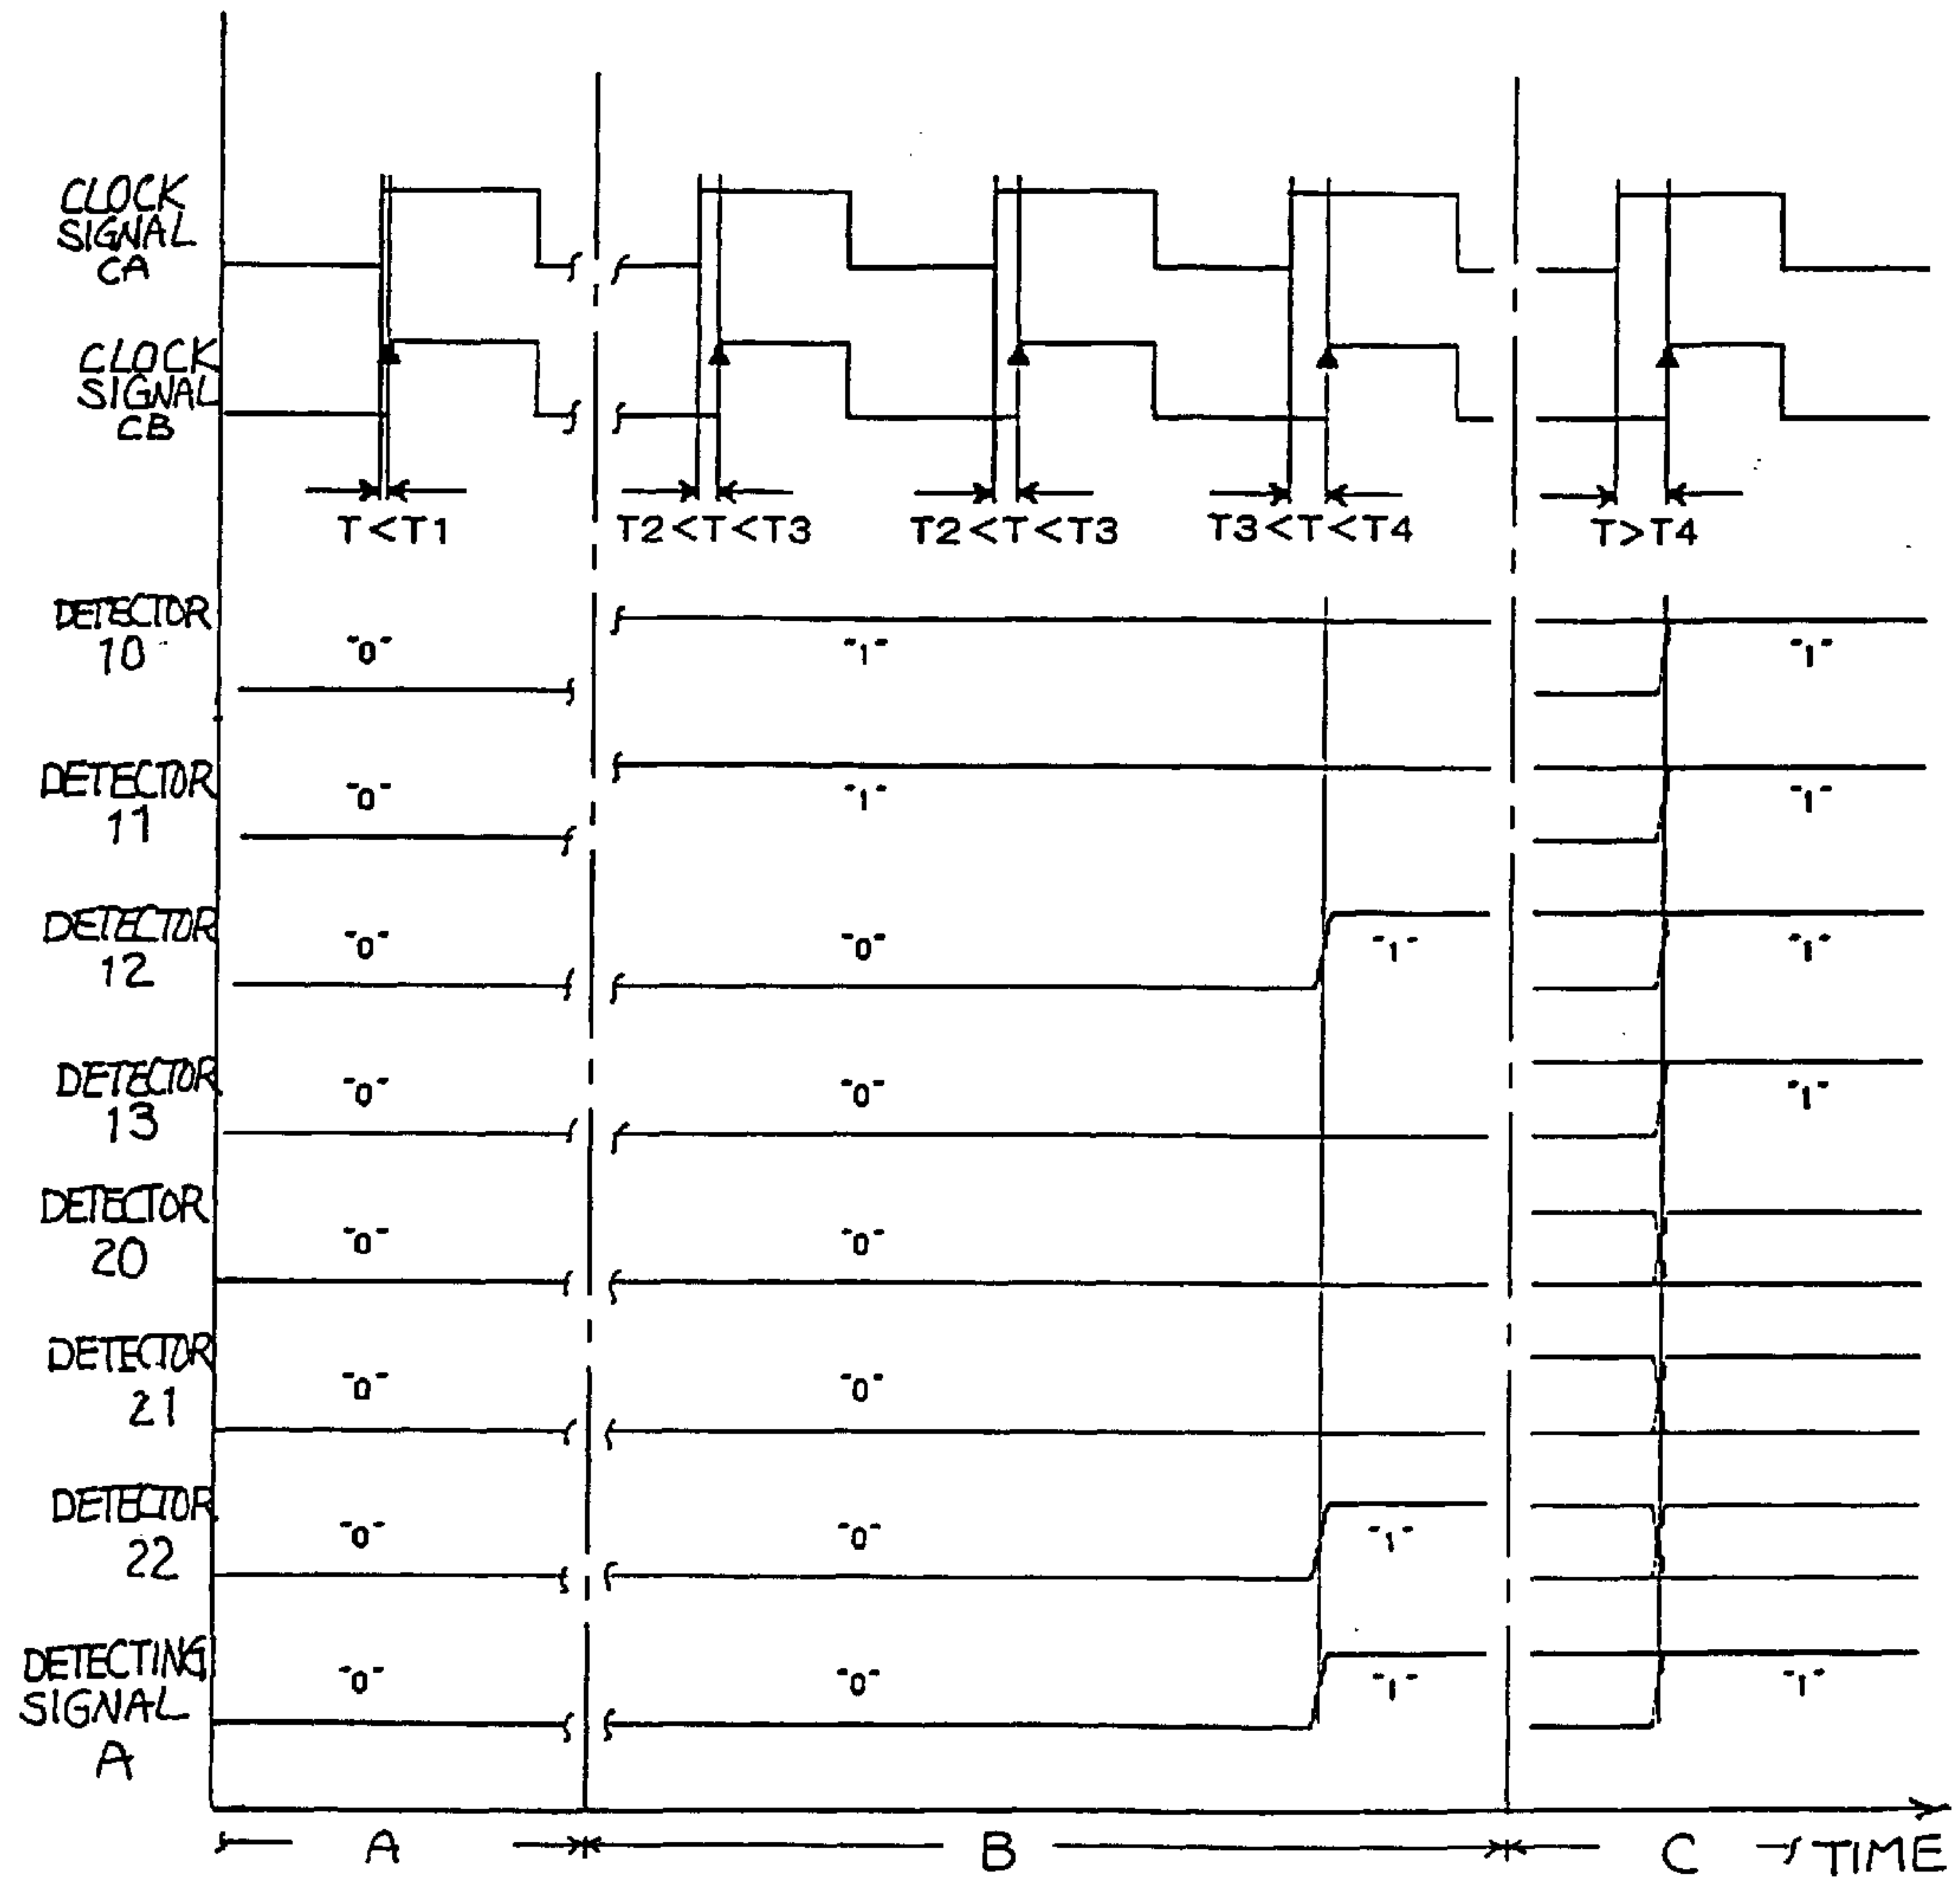 CLOCK
SIGNAL
CA
CLOCK
SIGNAL
CB
T<T1 T2<T<T3 T2<T<T3 T3<T<T4 T>T4
DETECTOR
10
"0" "1" "1"
DETECTOR
11
"0" "1" "1"
DETECTOR
12
"0" "0" "1" "1"
DETECTOR
13
"0" "0" "1"
DETECTOR
20
"0" "0"
DETECTOR
21
"0" "0"
DETECTOR
22
"0" "0" "1"
DETECTING
SIGNAL
A
"0" "0" "1" "1"
A B C TIME